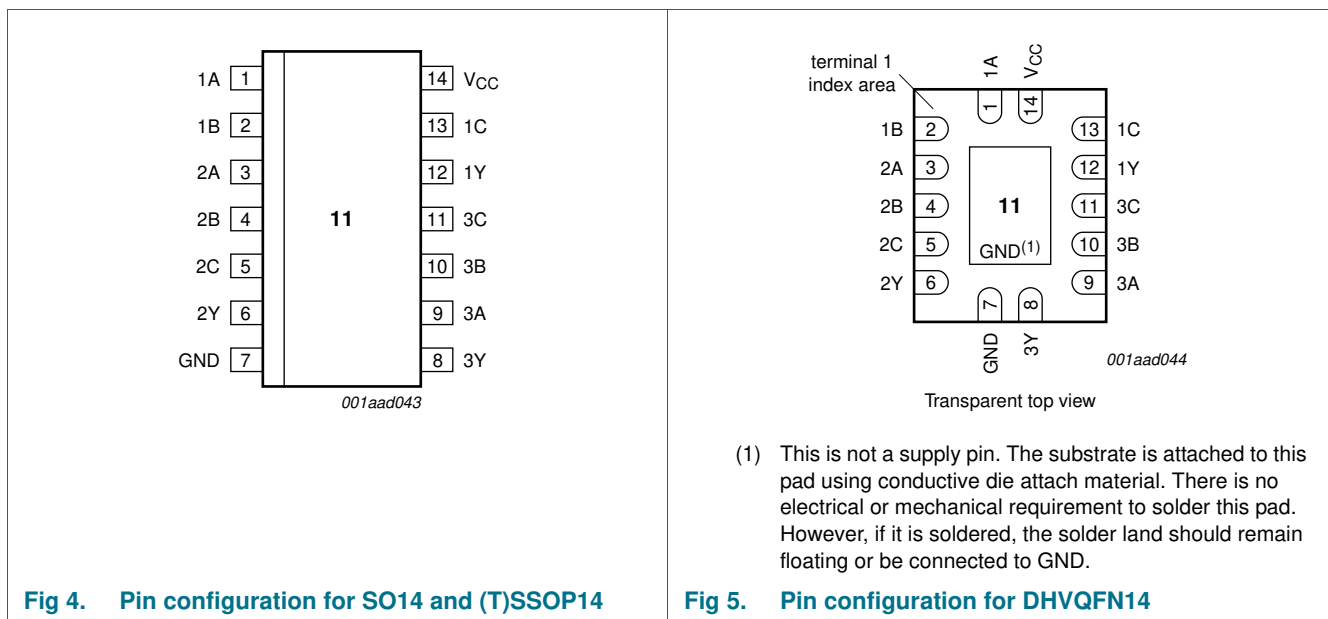 1A 1 14 VCC
1B 2 13 1C
2A 3 12 1Y
2B 4 11 11 3C
2C 5 10 3B
2Y 6 9 3A
GND 7 8 3Y
001aad043
Fig 4. Pin configuration for SO14 and (T)SSOP14
terminal 1
index area
1A VCC
1 14
1B 2 13 1C
2A 3 12 1Y
2B 4 11 11 3C
2C 5 GND(1) 10 3B
2Y 6 9 3A
7 8
GND 3Y
001aad044
Transparent top view
(1) This is not a supply pin. The substrate is attached to this
pad using conductive die attach material. There is no
electrical or mechanical requirement to solder this pad.
However, if it is soldered, the solder land should remain
floating or be connected to GND.
Fig 5. Pin configuration for DHVQFN14